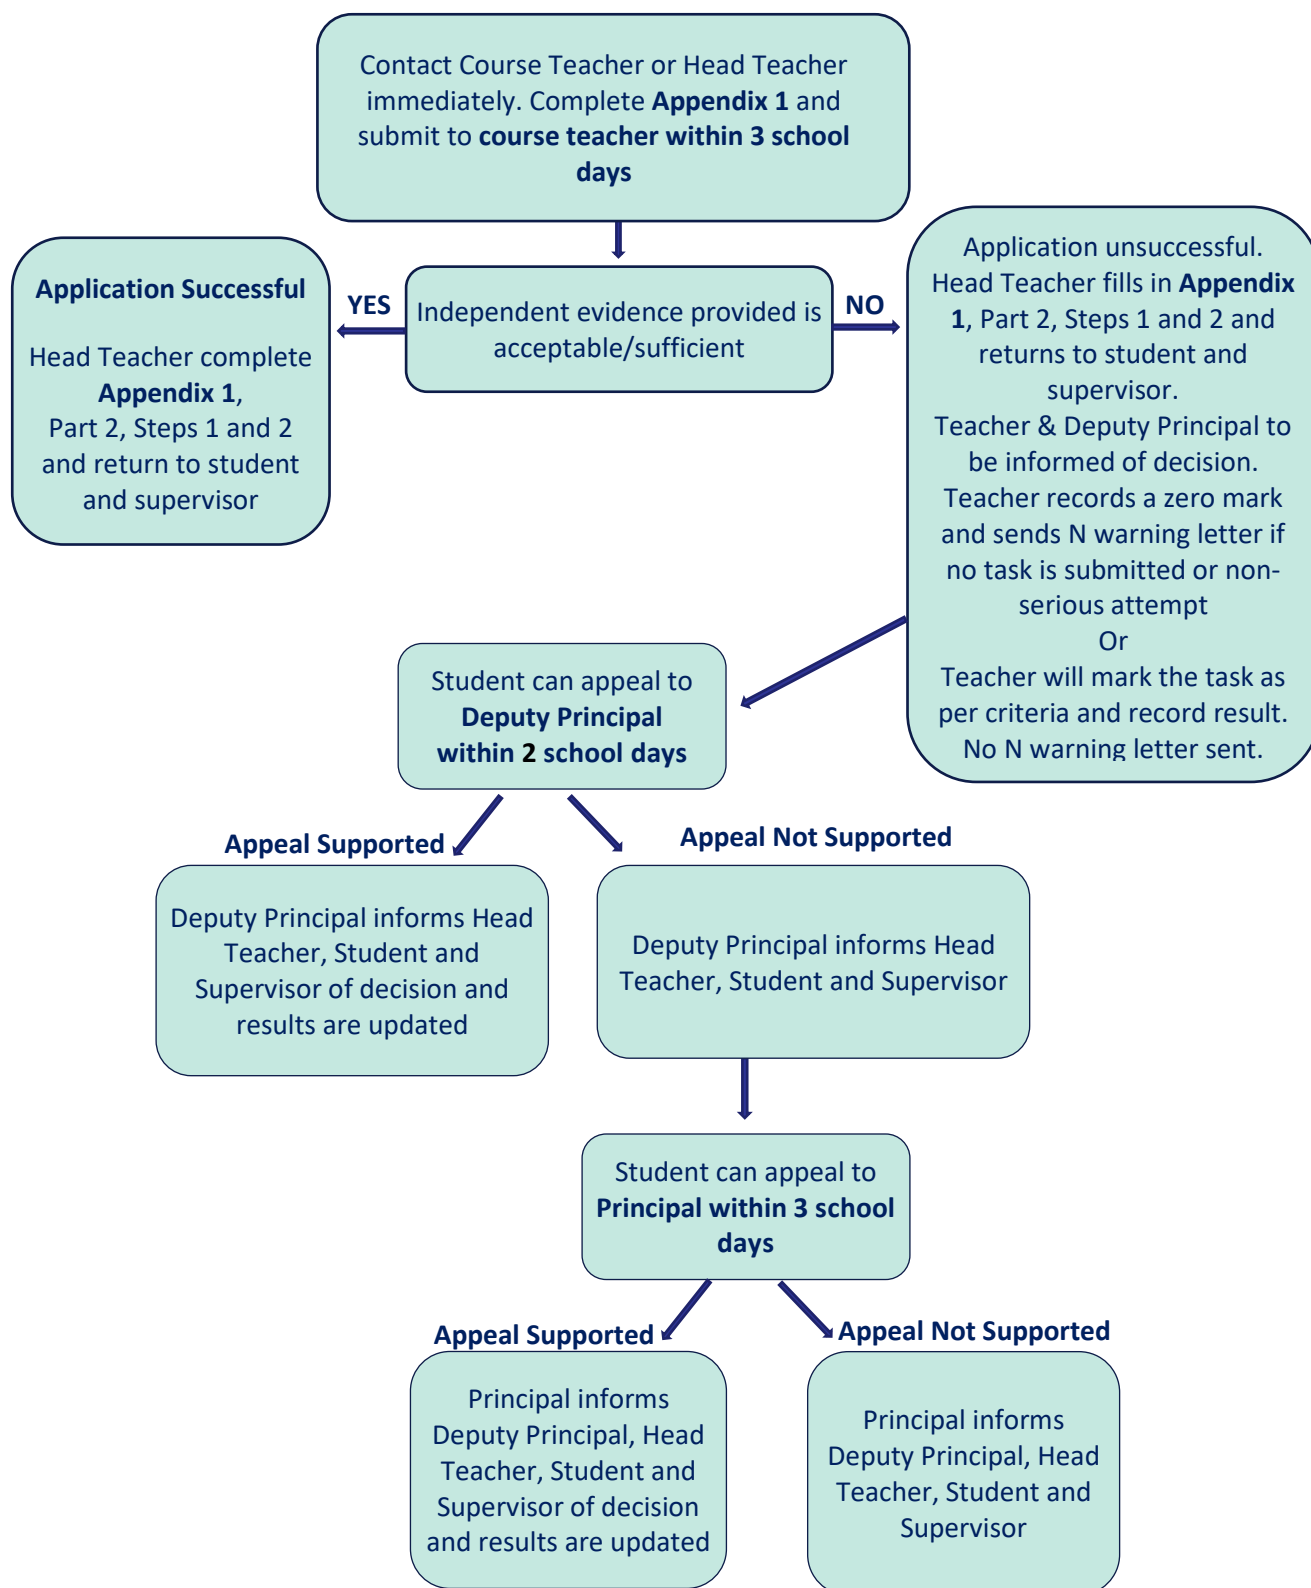 Contact Course Teacher or Head Teacher
immediately. Complete Appendix 1 and
submit to course teacher within 3 school
days
Application Successful
Head Teacher complete
Appendix 1,
Part 2, Steps 1 and 2
and return to student
and supervisor
YES
Independent evidence provided is
acceptable/sufficient
NO
Application unsuccessful.
Head Teacher fills in Appendix
1, Part 2, Steps 1 and 2 and
returns to student and
supervisor.
Teacher & Deputy Principal to
be informed of decision.
Teacher records a zero mark
and sends N warning letter if
no task is submitted or non-
serious attempt
Or
Teacher will mark the task as
per criteria and record result.
No N warning letter sent.
Student can appeal to
Deputy Principal
within 2 school days
Appeal Supported
Appeal Not Supported
Deputy Principal informs Head
Teacher, Student and
Supervisor of decision and
results are updated
Deputy Principal informs Head
Teacher, Student and Supervisor
Student can appeal to
Principal within 3 school
days
Appeal Supported
Appeal Not Supported
Principal informs
Deputy Principal, Head
Teacher, Student and
Supervisor of decision
and results are updated
Principal informs
Deputy Principal, Head
Teacher, Student and
Supervisor